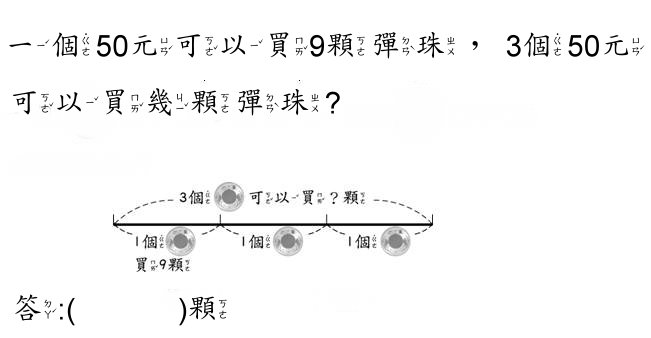 一個50元可以買9顆彈珠，3個50元
可以買幾顆彈珠？
3個 可以買？顆
1個 1個 1個
買9顆
答:( )顆